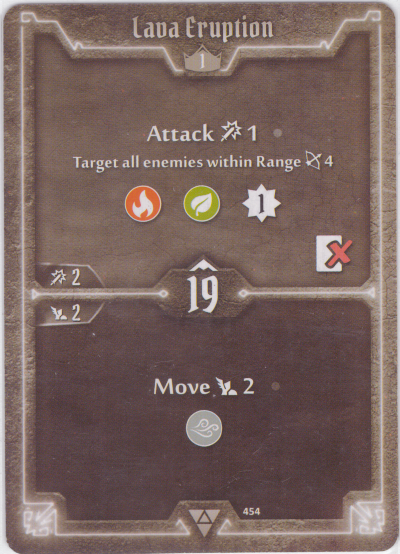 Lava Eruption
1
Attack 1
Target all enemies within Range 4
1
2
19
2
Move 2
454